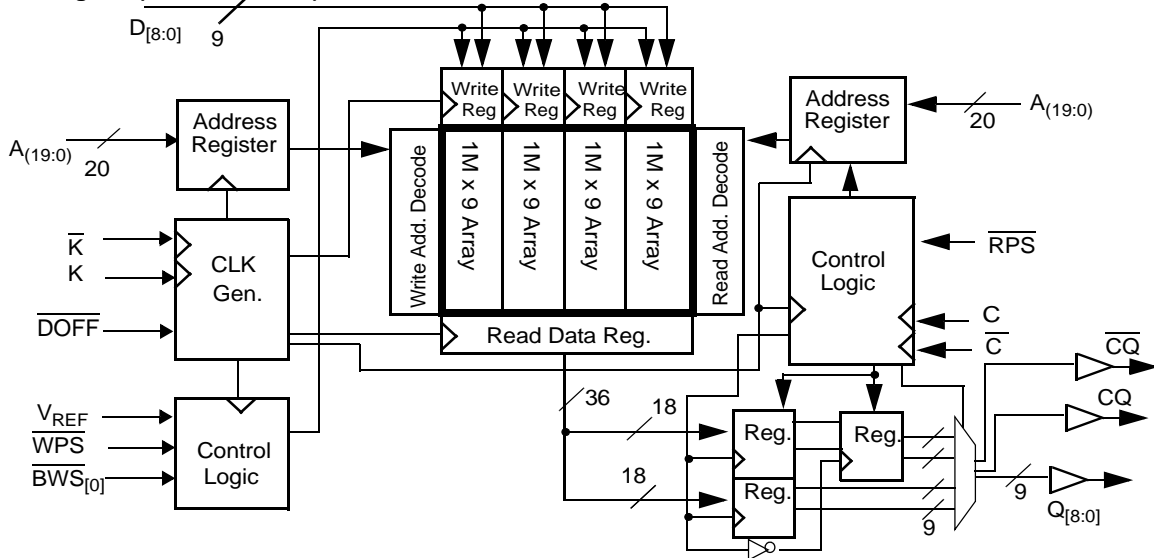 D[8:0]
9
Write Reg
Write Reg
Write Reg
Write Reg
A(19:0)
20
Address
Register
Write Add. Decode
1M x 9 Array
1M x 9 Array
1M x 9 Array
1M x 9 Array
Read Add. Decode
Address
Register
20
A(19:0)
K
K
DOFF
CLK
Gen.
Read Data Reg.
Control
Logic
RPS
C
C
CQ
CQ
VREF
WPS
BWS[0]
Control
Logic
36
18
18
Reg.
Reg.
Reg.
9
9
Q[8:0]